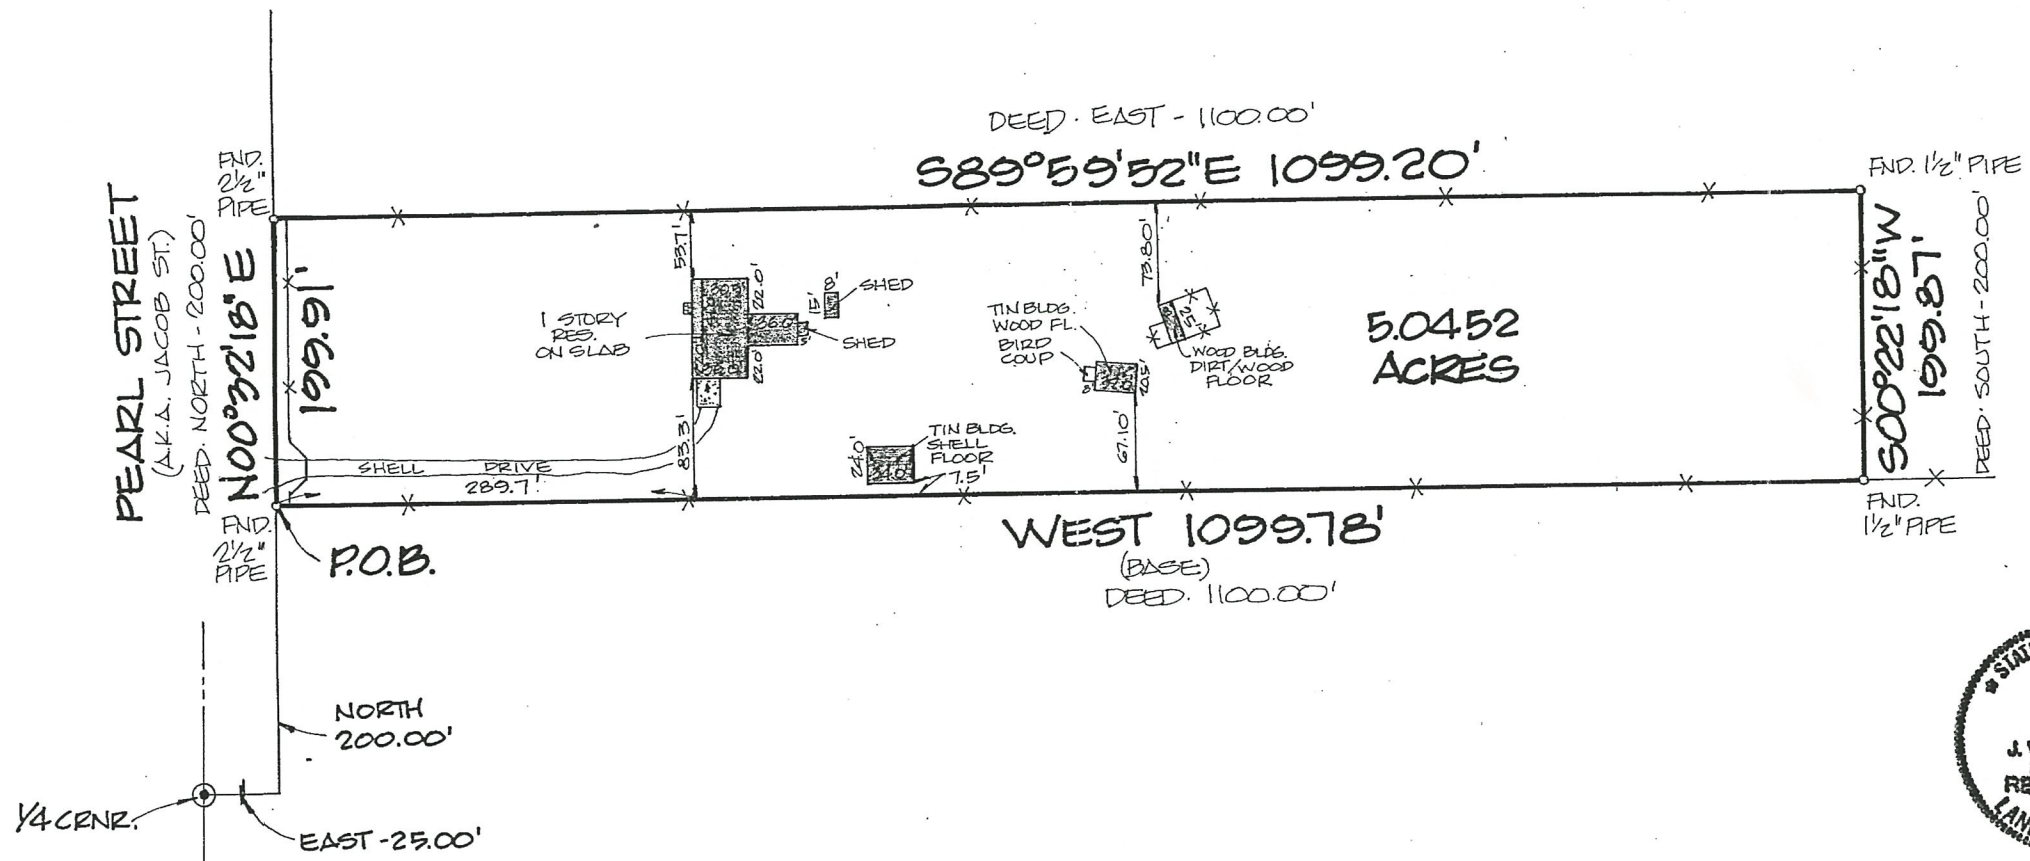 DEED. EAST - 1100.00'
S89°59'52"E 1099.20'
FND.
2½"
PIPE
FND. 1½" PIPE
PEARL STREET
(A.K.A. JACOB ST.)
DEED. NORTH - 200.00'
N00°32'18"E
199.91'
53.7'
22.0'
36.0'
22.0'
8'
15'
SHED
SHED
1 STORY
RES.
ON SLAB
73.80'
TIN BLDG.
WOOD FL.
BIRD
COUP
8'
20.5'
25'
WOOD BLDG.
DIRT/WOOD
FLOOR
5.0452
ACRES
S00°22'18"W
199.87'
DEED. SOUTH - 200.00'
83.3'
SHELL DRIVE
289.7'
24.0'
TIN BLDG.
SHELL
FLOOR
7.5'
67.10'
FND.
2½"
PIPE
P.O.B.
WEST 1099.78'
(BASE)
DEED. 1100.00'
FND.
1½" PIPE
NORTH
200.00'
1/4 CRNR.
EAST - 25.00'
J.